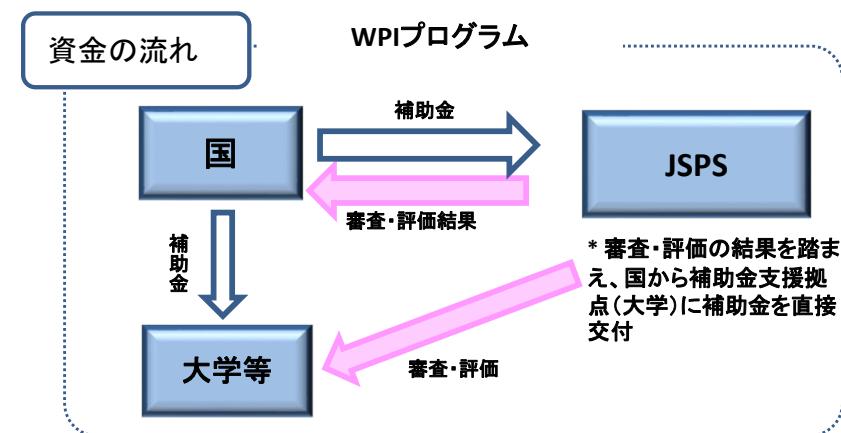 資金の流れ
WPIプログラム
補助金
国
JSPS
審査・評価結果
補助金
* 審査・評価の結果を踏ま
え、国から補助金支援拠
点(大学)に補助金を直接
交付
大学等
審査・評価